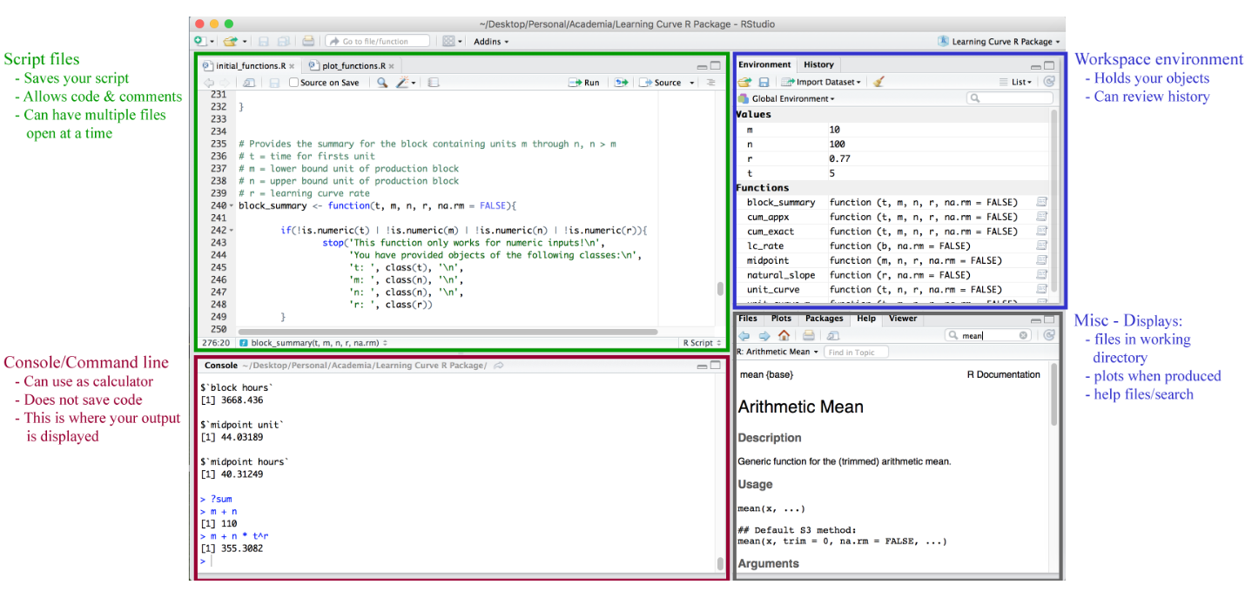 ~/Desktop/Personal/Academia/Learning Curve R Package - RStudio
Go to file/function
Addins
Learning Curve R Package
Script files
- Saves your script
- Allows code & comments
- Can have multiple files
open at a time
initial_functions.R
plot_functions.R
Source on Save
Run
Source
231
232 }
233
234
235 # Provides the summary for the block containing units m through n, n > m
236 # t = time for firsts unit
237 # m = lower bound unit of production block
238 # n = upper bound unit of production block
239 # r = learning curve rate
240 block_summary <- function(t, m, n, r, na.rm = FALSE){
241
242 if(!is.numeric(t) | !is.numeric(m) | !is.numeric(n) | !is.numeric(r)){
243 stop('This function only works for numeric inputs!\n',
244 'You have provided objects of the following classes:\n',
245 't: ', class(t), '\n',
246 'm: ', class(n), '\n',
247 'n: ', class(n), '\n',
248 'r: ', class(r))
249 }
250
276:20 block_summary(t, m, n, r, na.rm)
R Script
Console/Command line
- Can use as calculator
- Does not save code
- This is where your output
is displayed
Console ~/Desktop/Personal/Academia/Learning Curve R Package/
$`block hours`
[1] 3668.436
$`midpoint unit`
[1] 44.03189
$`midpoint hours`
[1] 40.31249
> ?sum
> m + n
[1] 110
> m + n * t^r
[1] 355.3082
>
Workspace environment
- Holds your objects
- Can review history
Environment History
Import Dataset
List
Global Environment
Values
m 10
n 100
r 0.77
t 5
Functions
block_summary function (t, m, n, r, na.rm = FALSE)
cum_appx function (t, n, r, na.rm = FALSE)
cum_exact function (t, n, r, na.rm = FALSE)
lc_rate function (b, na.rm = FALSE)
midpoint function (m, n, r, na.rm = FALSE)
natural_slope function (r, na.rm = FALSE)
unit_curve function (t, n, r, na.rm = FALSE)
Misc - Displays:
- files in working
directory
- plots when produced
- help files/search
Files Plots Packages Help Viewer
mean
R: Arithmetic Mean
Find in Topic
mean {base}
R Documentation
Arithmetic Mean
Description
Generic function for the (trimmed) arithmetic mean.
Usage
mean(x, ...)
## Default S3 method:
mean(x, trim = 0, na.rm = FALSE, ...)
Arguments